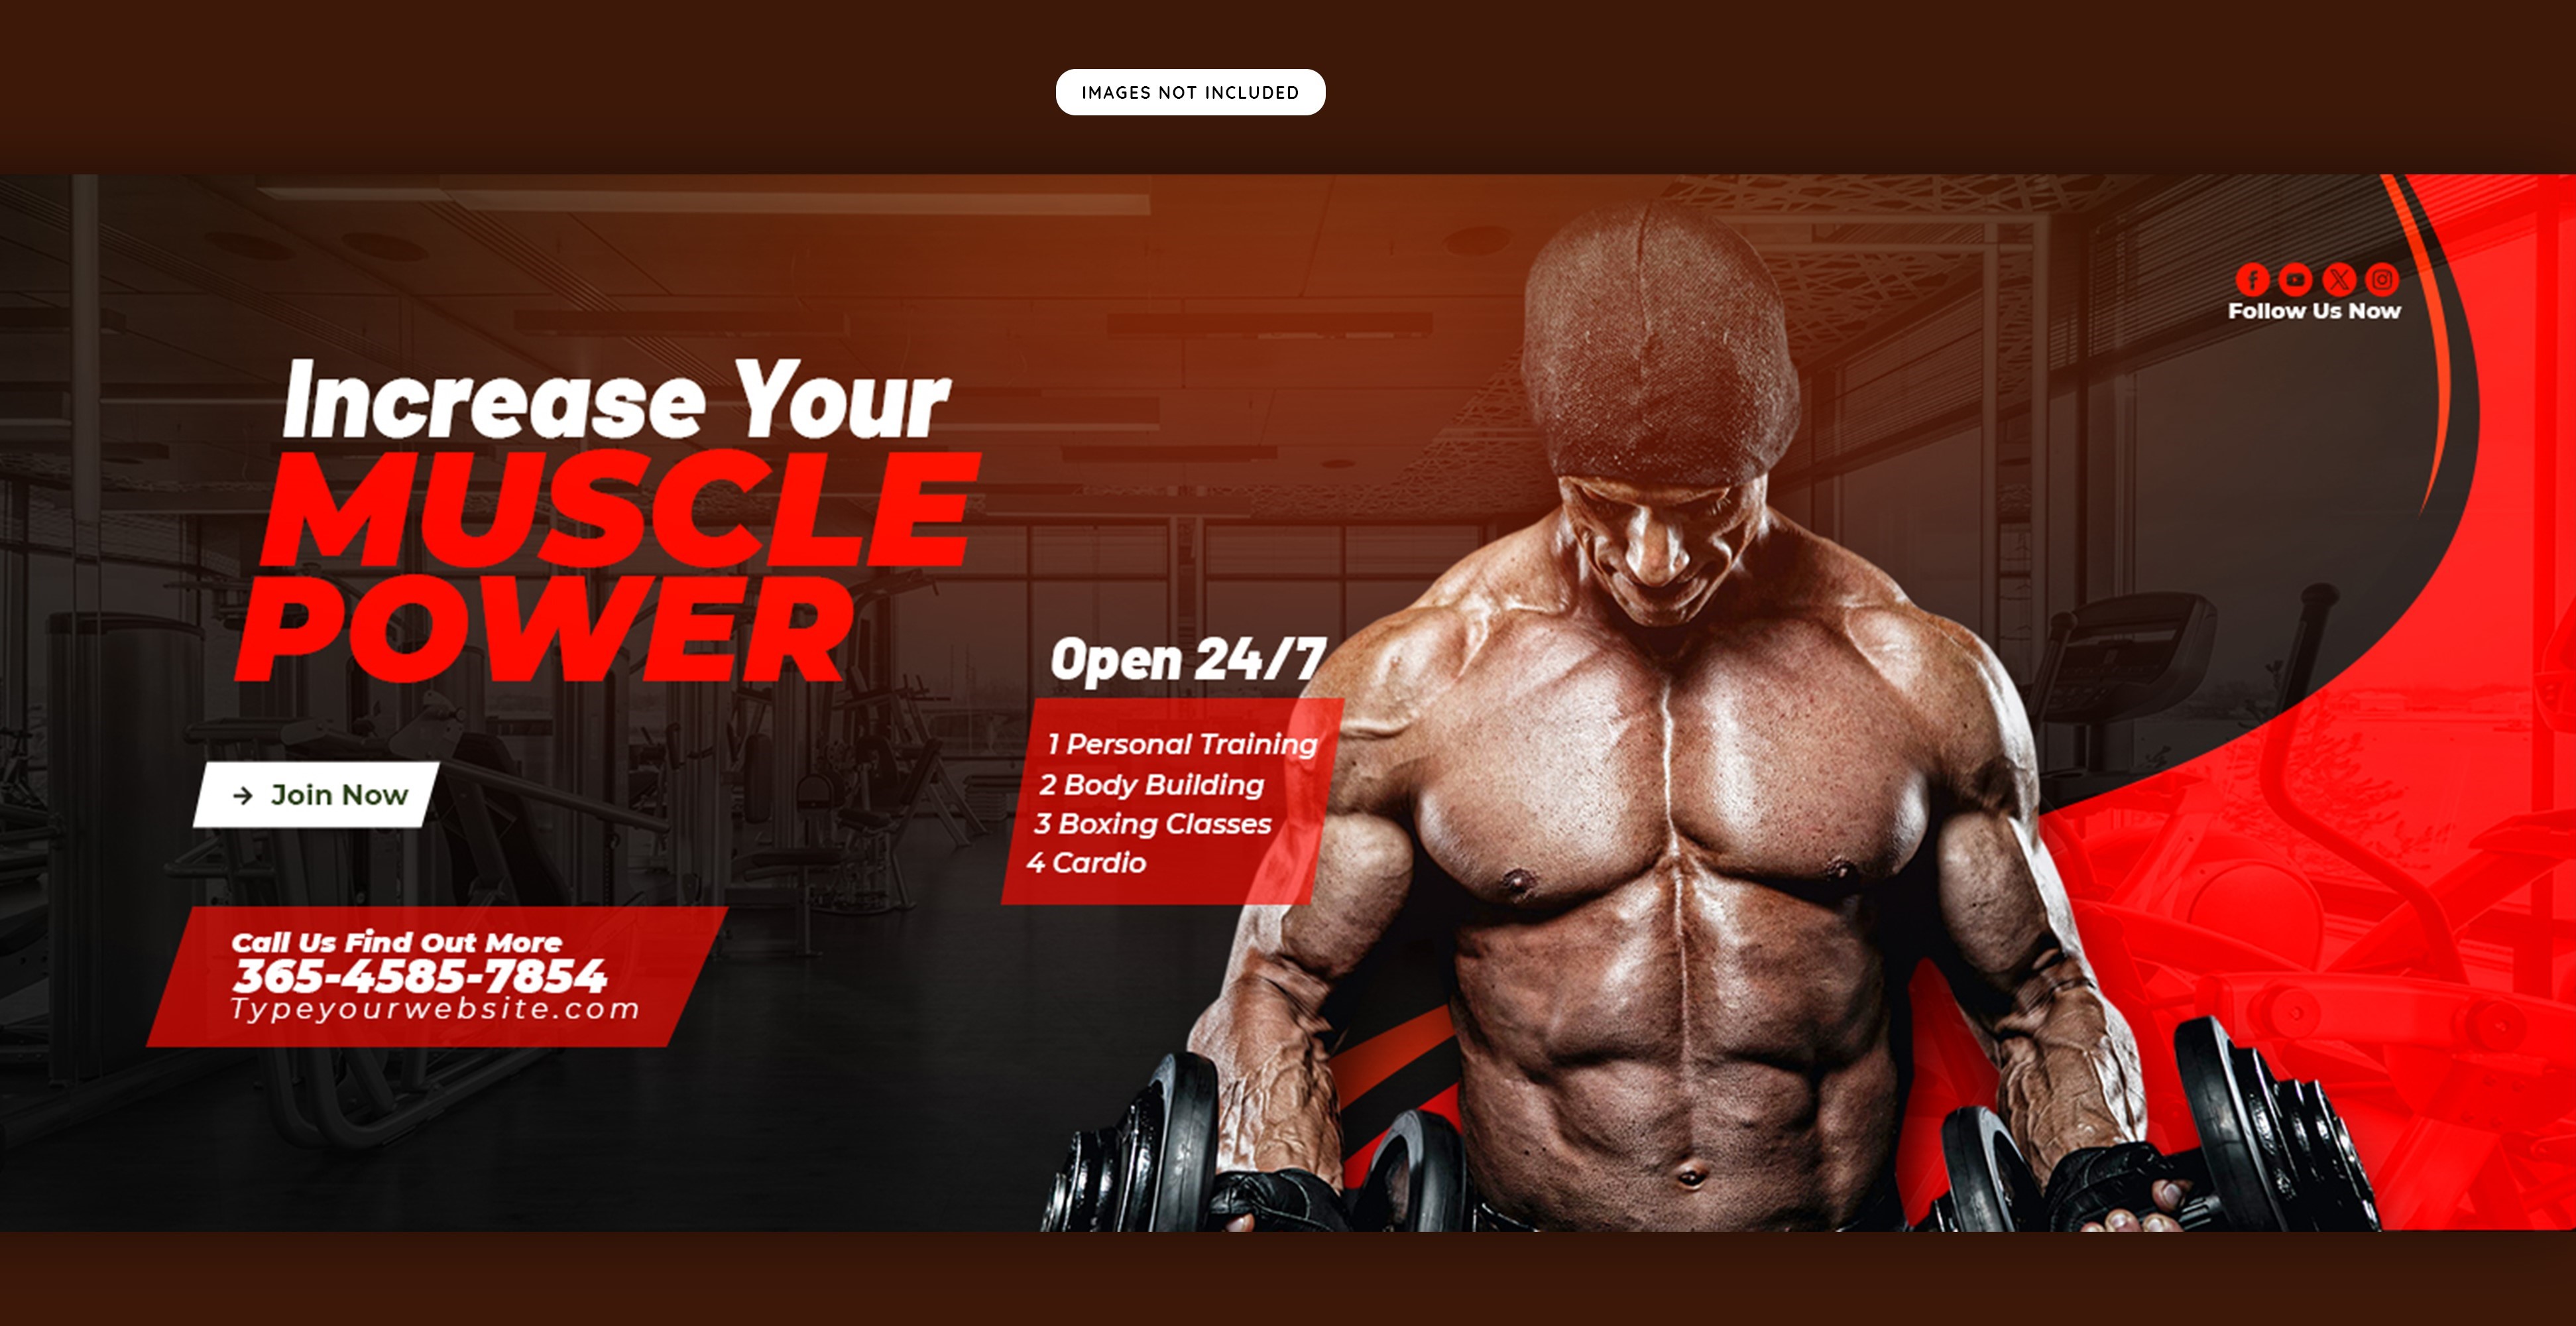 IMAGES NOT INCLUDED
Follow Us Now
Increase Your
MUSCLE
POWER
Open 24/7
1 Personal Training
2 Body Building
3 Boxing Classes
4 Cardio
→ Join Now
Call Us Find Out More
365-4585-7854
Typeyourwebsite.com